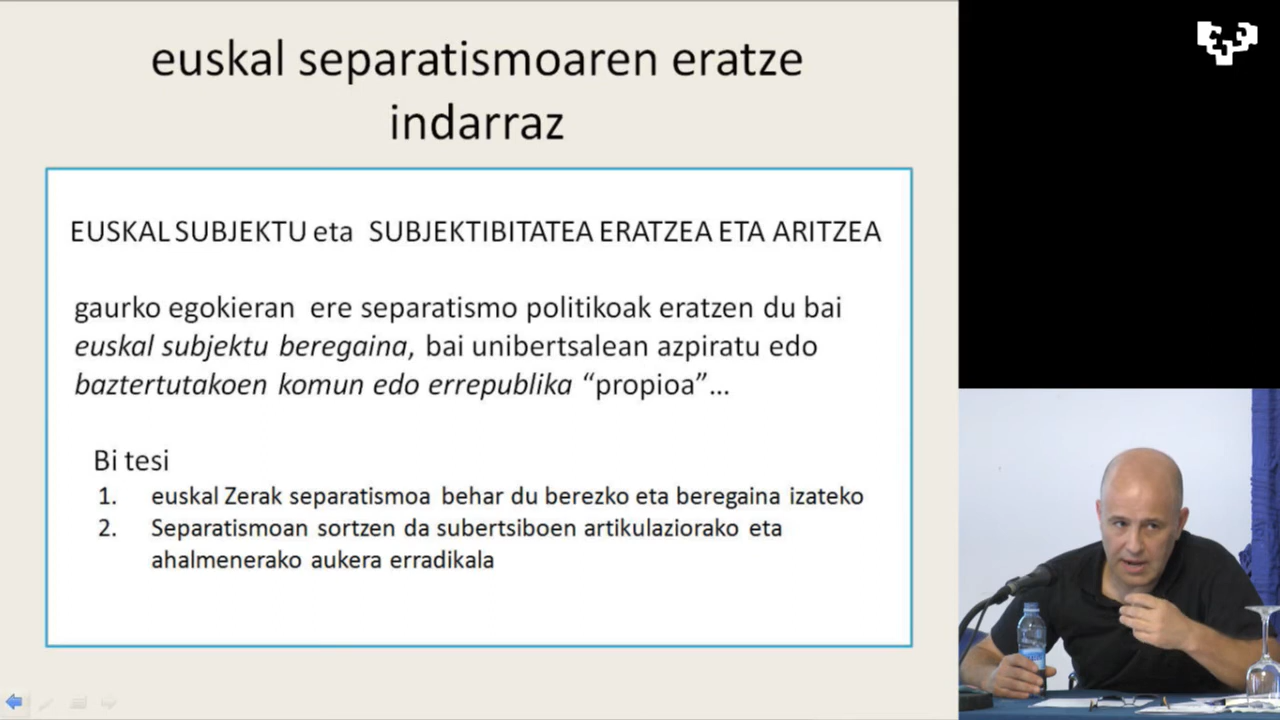 euskal separatismoaren eratze
indarraz
EUSKAL SUBJEKTU eta SUBJEKTIBITATEA ERATZEA ETA ARITZEA
gaurko egokieran ere separatismo politikoak eratzen du bai
euskal subjektu beregaina, bai unibertsalean azpiratu edo
baztertutakoen komun edo errepublika “propioa”...
Bi tesi
1. euskal Zerak separatismoa behar du berezko eta beregaina izateko
2. Separatismoan sortzen da subertsiboen artikulaziorako eta
ahalmenerako aukera erradikala